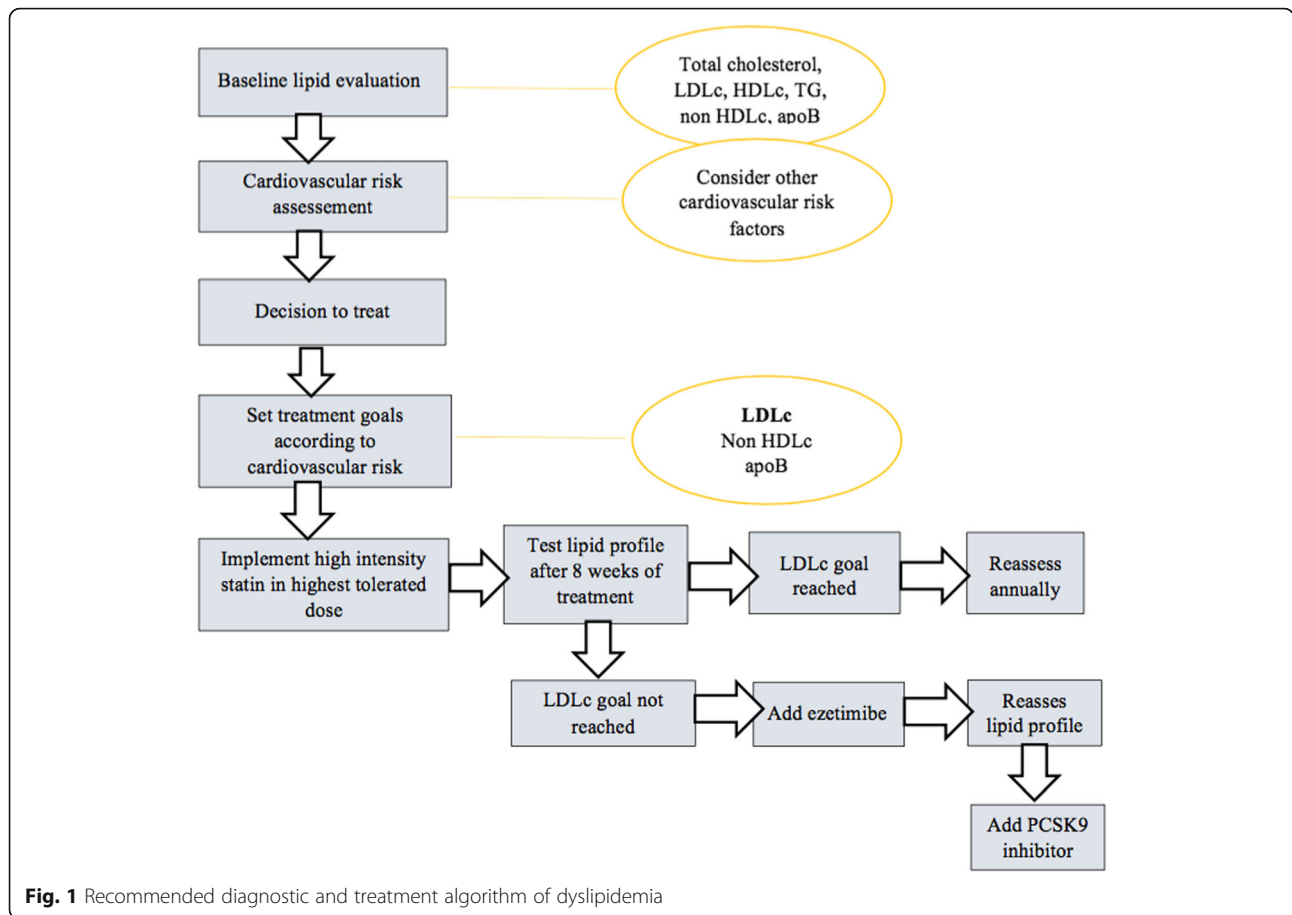 Baseline lipid evaluation
Total cholesterol,
LDLc, HDLc, TG,
non HDLc, apoB
Cardiovascular risk
assessement
Consider other
cardiovascular risk
factors
Decision to treat
Set treatment goals
according to
cardiovascular risk
LDLc
Non HDLc
apoB
Implement high intensity
statin in highest tolerated
dose
Test lipid profile
after 8 weeks of
treatment
LDLc goal
reached
Reassess
annually
LDLc goal not
reached
Add ezetimibe
Reasses
lipid profile
Add PCSK9
inhibitor
Fig. 1 Recommended diagnostic and treatment algorithm of dyslipidemia